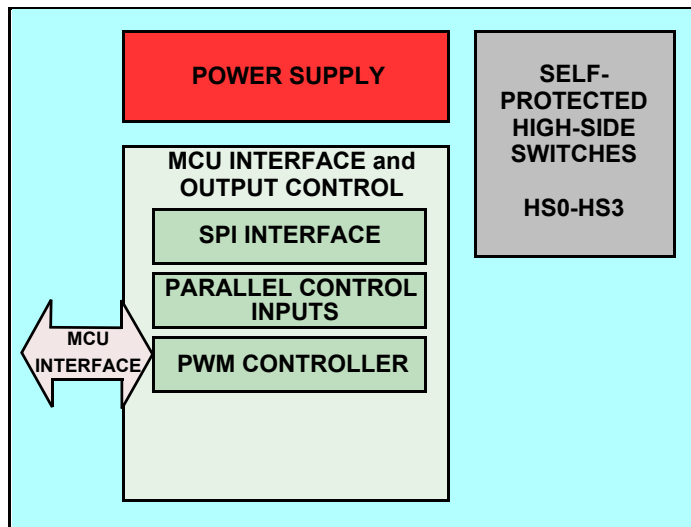 POWER SUPPLY
SELF-
PROTECTED
HIGH-SIDE
SWITCHES
HS0-HS3
MCU INTERFACE and
OUTPUT CONTROL
SPI INTERFACE
PARALLEL CONTROL
INPUTS
PWM CONTROLLER
MCU
INTERFACE